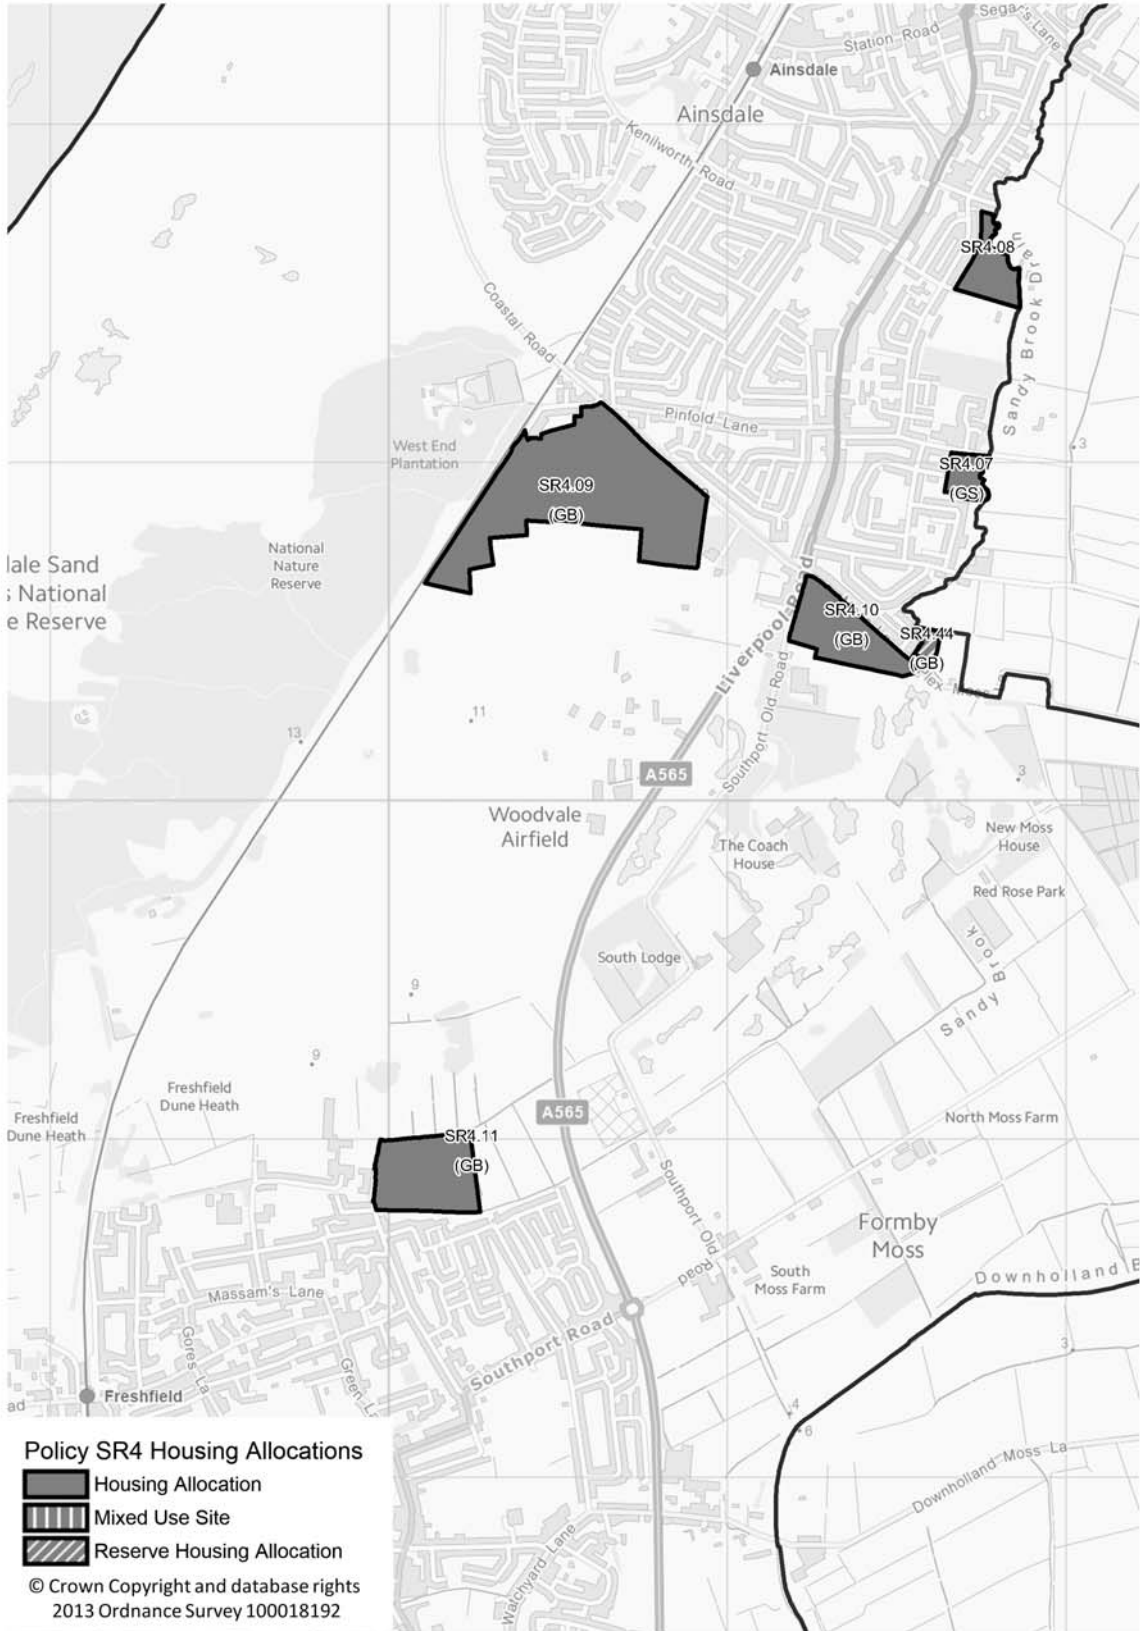 Segar's Lane
Station Road
Ainsdale
Ainsdale
Kenilworth Road
SR4.08
Sandy Brook Drain
Coastal Road
Pinfold Lane
3
West End
Plantation
SR4.07
(GS)
SR4.09
(GB)
National
Nature
Reserve
dale Sand
s National
e Reserve
SR4.10
(GB)
SR4.44
(GB)
Liverpool Road
Southport Old Road
11
13
A565
3
Woodvale
Airfield
The Coach
House
New Moss
House
Red Rose Park
South Lodge
Sandy Brook
9
9
Freshfield
Dune Heath
Freshfield
Dune Heath
A565
North Moss Farm
SR4.11
(GB)
Southport Old
Road
Formby
Moss
South
Moss Farm
Downholland B
Massam's Lane
Gores La
Green L
Southport Road
3
Freshfield
ad
4
6
Downholland Moss La
Watchyard Lane
Policy SR4 Housing Allocations
Housing Allocation
Mixed Use Site
Reserve Housing Allocation
© Crown Copyright and database rights
2013 Ordnance Survey 100018192